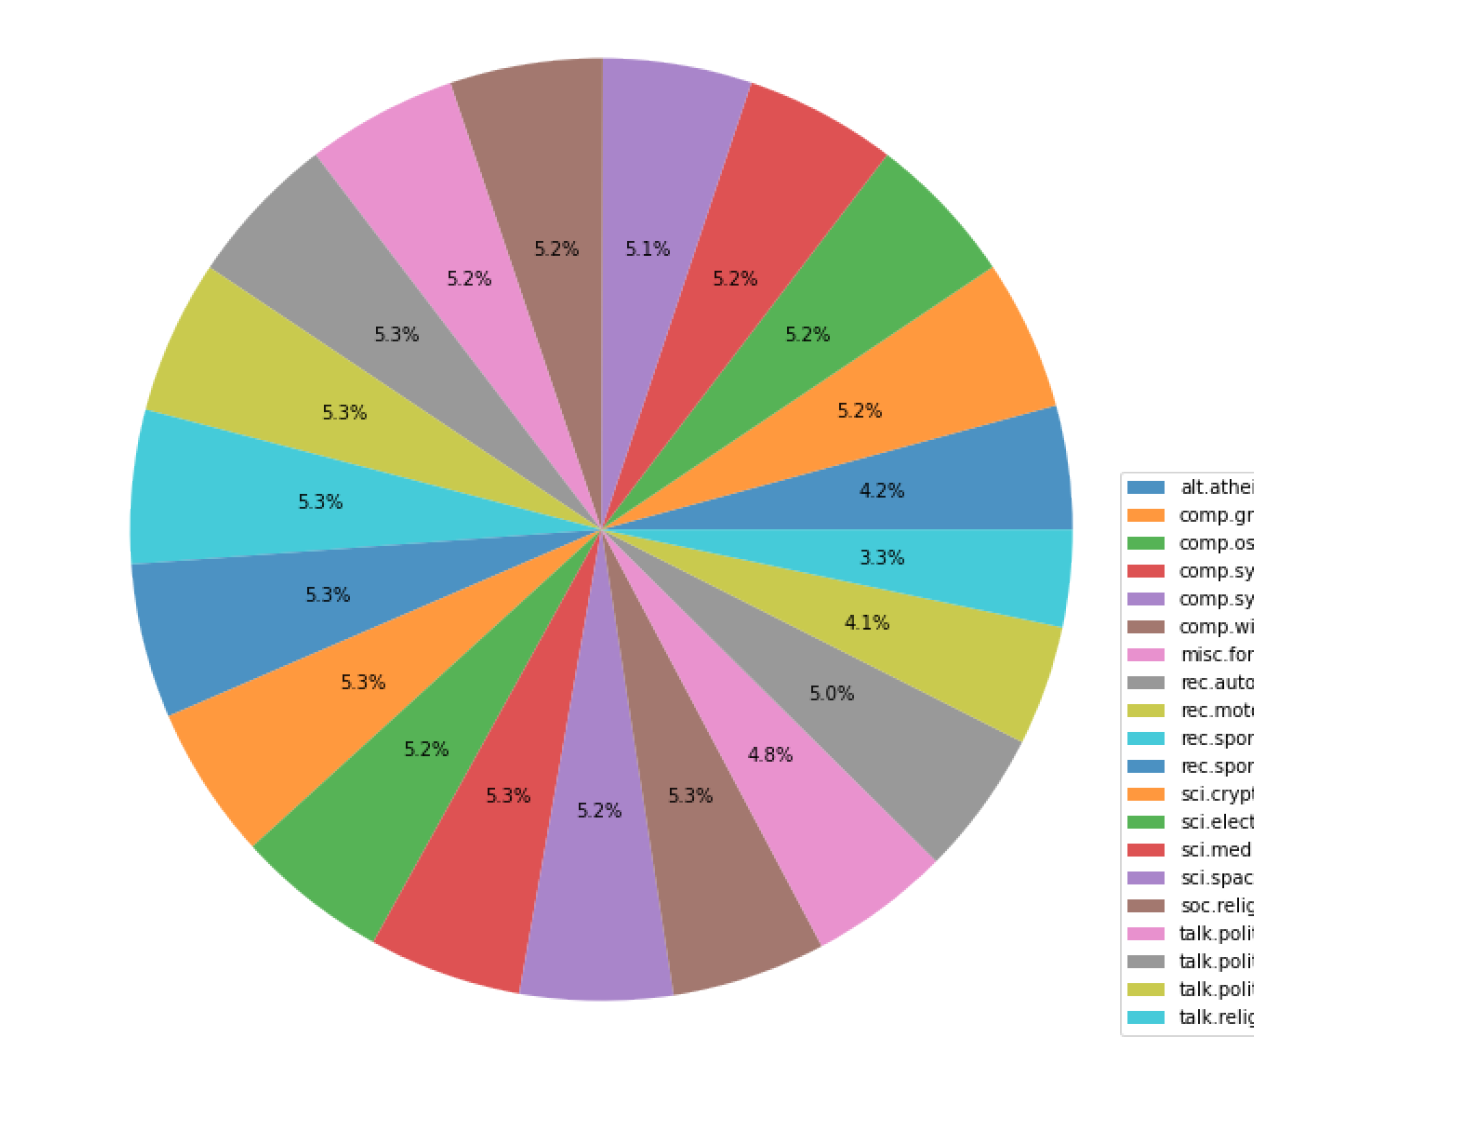 5.2% 5.1%
5.2% 5.2%
5.3% 5.2%
5.3% 5.2%
5.3% 4.2%
5.3% 3.3%
5.3% 4.1%
5.2% 5.0%
5.3% 4.8%
5.2% 5.3%
alt.athei
comp.gr
comp.os
comp.sy
comp.sy
comp.wi
misc.for
rec.auto
rec.moto
rec.spor
rec.spor
sci.crypt
sci.elect
sci.med
sci.spac
soc.relig
talk.polit
talk.polit
talk.polit
talk.relig